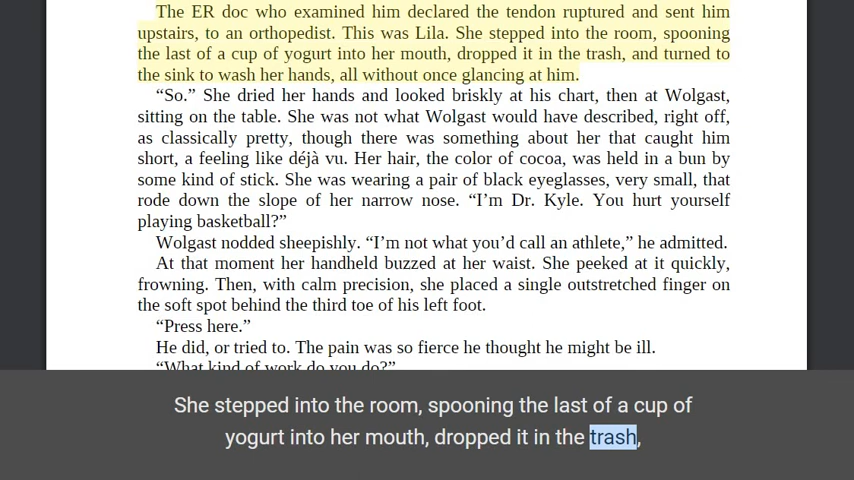 The ER doc who examined him declared the tendon ruptured and sent him
upstairs, to an orthopedist. This was Lila. She stepped into the room, spooning
the last of a cup of yogurt into her mouth, dropped it in the trash, and turned to
the sink to wash her hands, all without once glancing at him.
“So.” She dried her hands and looked briskly at his chart, then at Wolgast,
sitting on the table. She was not what Wolgast would have described, right off,
as classically pretty, though there was something about her that caught him
short, a feeling like déjà vu. Her hair, the color of cocoa, was held in a bun by
some kind of stick. She was wearing a pair of black eyeglasses, very small, that
rode down the slope of her narrow nose. “I’m Dr. Kyle. You hurt yourself
playing basketball?”
Wolgast nodded sheepishly. “I’m not what you’d call an athlete,” he admitted.
At that moment her handheld buzzed at her waist. She peeked at it quickly,
frowning. Then, with calm precision, she placed a single outstretched finger on
the soft spot behind the third toe of his left foot.
“Press here.”
He did, or tried to. The pain was so fierce he thought he might be ill.
“What kind of work do you do?”
She stepped into the room, spooning the last of a cup of
yogurt into her mouth, dropped it in the trash,